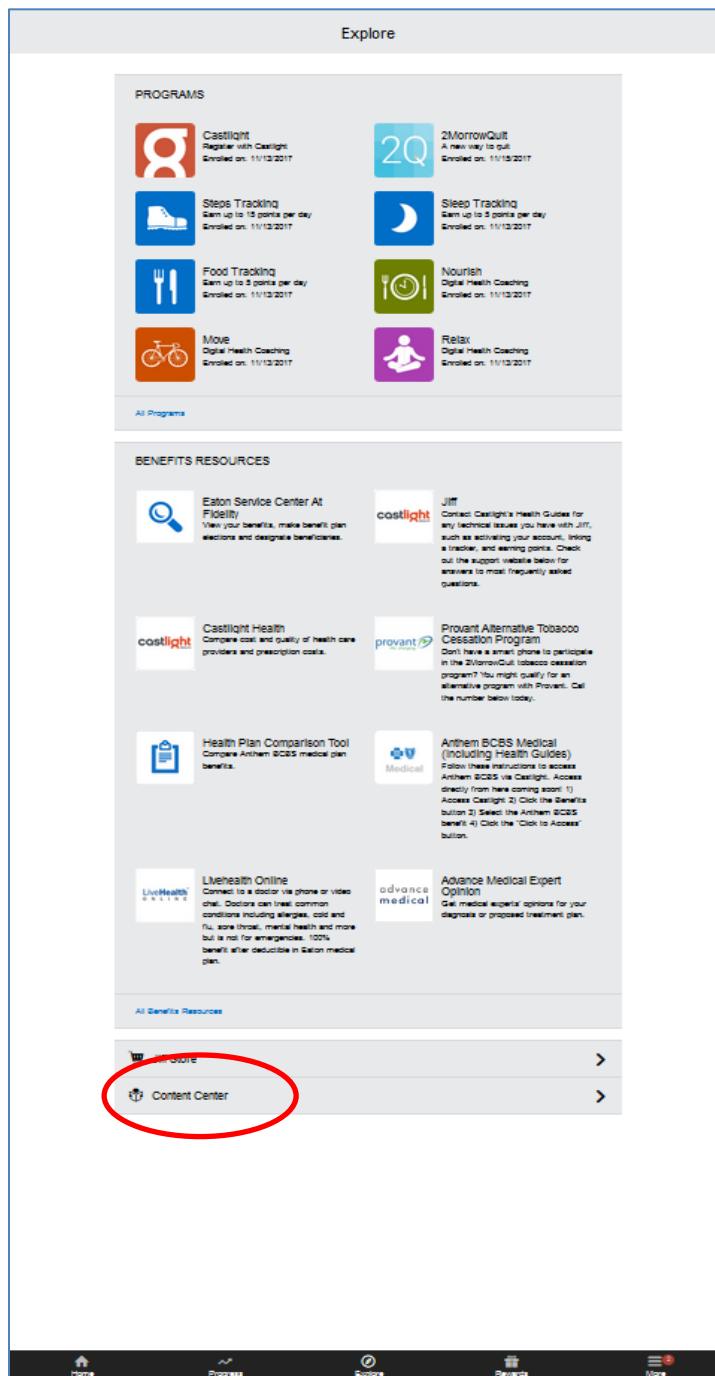 Explore
PROGRAMS
Castlight
Register with Castlight
Enrolled on: 11/13/2017
2Q
2MorrowQuit
A new way to quit
Enrolled on: 11/15/2017
Steps Tracking
Earn up to 15 points per day
Enrolled on: 11/13/2017
Sleep Tracking
Earn up to 5 points per day
Enrolled on: 11/13/2017
Food Tracking
Earn up to 5 points per day
Enrolled on: 11/13/2017
Nourish
Digital Health Coaching
Enrolled on: 11/13/2017
Move
Digital Health Coaching
Enrolled on: 11/13/2017
Relax
Digital Health Coaching
Enrolled on: 11/13/2017
All Programs
BENEFITS RESOURCES
Eaton Service Center At
Fidelity
View your benefits, make benefit plan
elections and designate beneficiaries.
castlight
Jiff
Contact Castlight's Health Guides for
any technical issues you have with Jiff,
such as activating your account, linking
a tracker, and earning points. Check
out the support website below for
answers to most frequently asked
questions.
castlight
Castlight Health
Compare cost and quality of health care
providers and prescription costs.
provant
Provant Alternative Tobacco
Cessation Program
Don't have a smart phone to participate
in the 2MorrowQuit tobacco cessation
program? You might qualify for an
alternative program with Provant. Call
the number below today.
Health Plan Comparison Tool
Compare Anthem BCBS medical plan
benefits.
Medical
Anthem BCBS Medical
(Including Health Guides)
Follow these instructions to access
Anthem BCBS via Castlight. Access
directly from here coming soon! 1)
Access Castlight 2) Click the Benefits
button 3) Select the Anthem BCBS
benefit 4) Click the "Click to Access"
button.
LiveHealth
ONLINE
Livehealth Online
Connect to a doctor via phone or video
chat. Doctors can treat common
conditions including allergies, cold and
flu, sore throat, mental health and more
but is not for emergencies. 100%
benefit after deductible in Eaton medical
plan.
advance
medical
Advance Medical Expert
Opinion
Get medical experts' opinions for your
diagnosis or proposed treatment plan.
All Benefits Resources
Jiff Store
Content Center
Home
Progress
Explore
Rewards
More